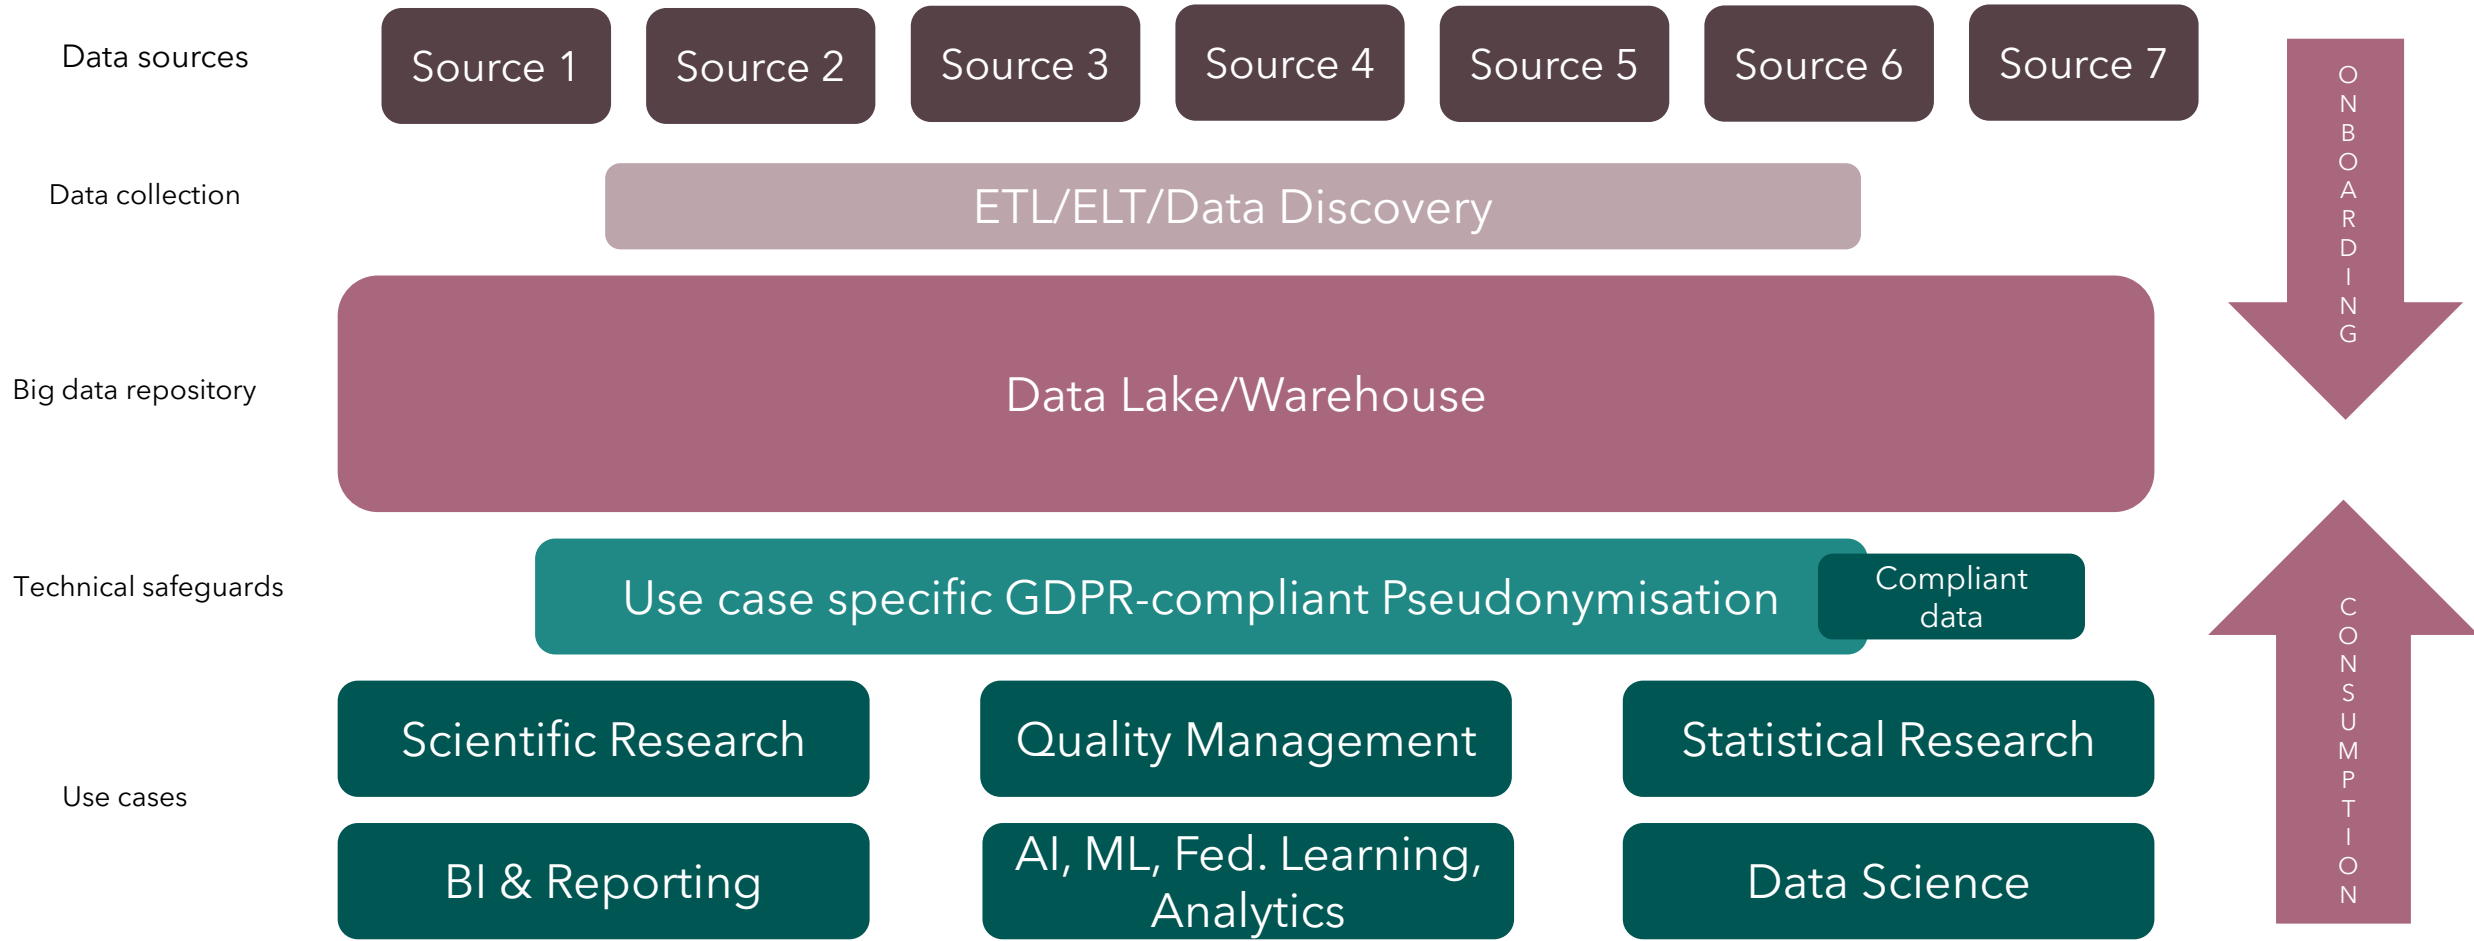 Data sources
Source 1
Source 2
Source 3
Source 4
Source 5
Source 6
Source 7
ONBOARDING
Data collection
ETL/ELT/Data Discovery
Big data repository
Data Lake/Warehouse
Technical safeguards
Use case specific GDPR-compliant Pseudonymisation
Compliant
data
CONSUMPTION
Use cases
Scientific Research
Quality Management
Statistical Research
BI & Reporting
AI, ML, Fed. Learning,
Analytics
Data Science